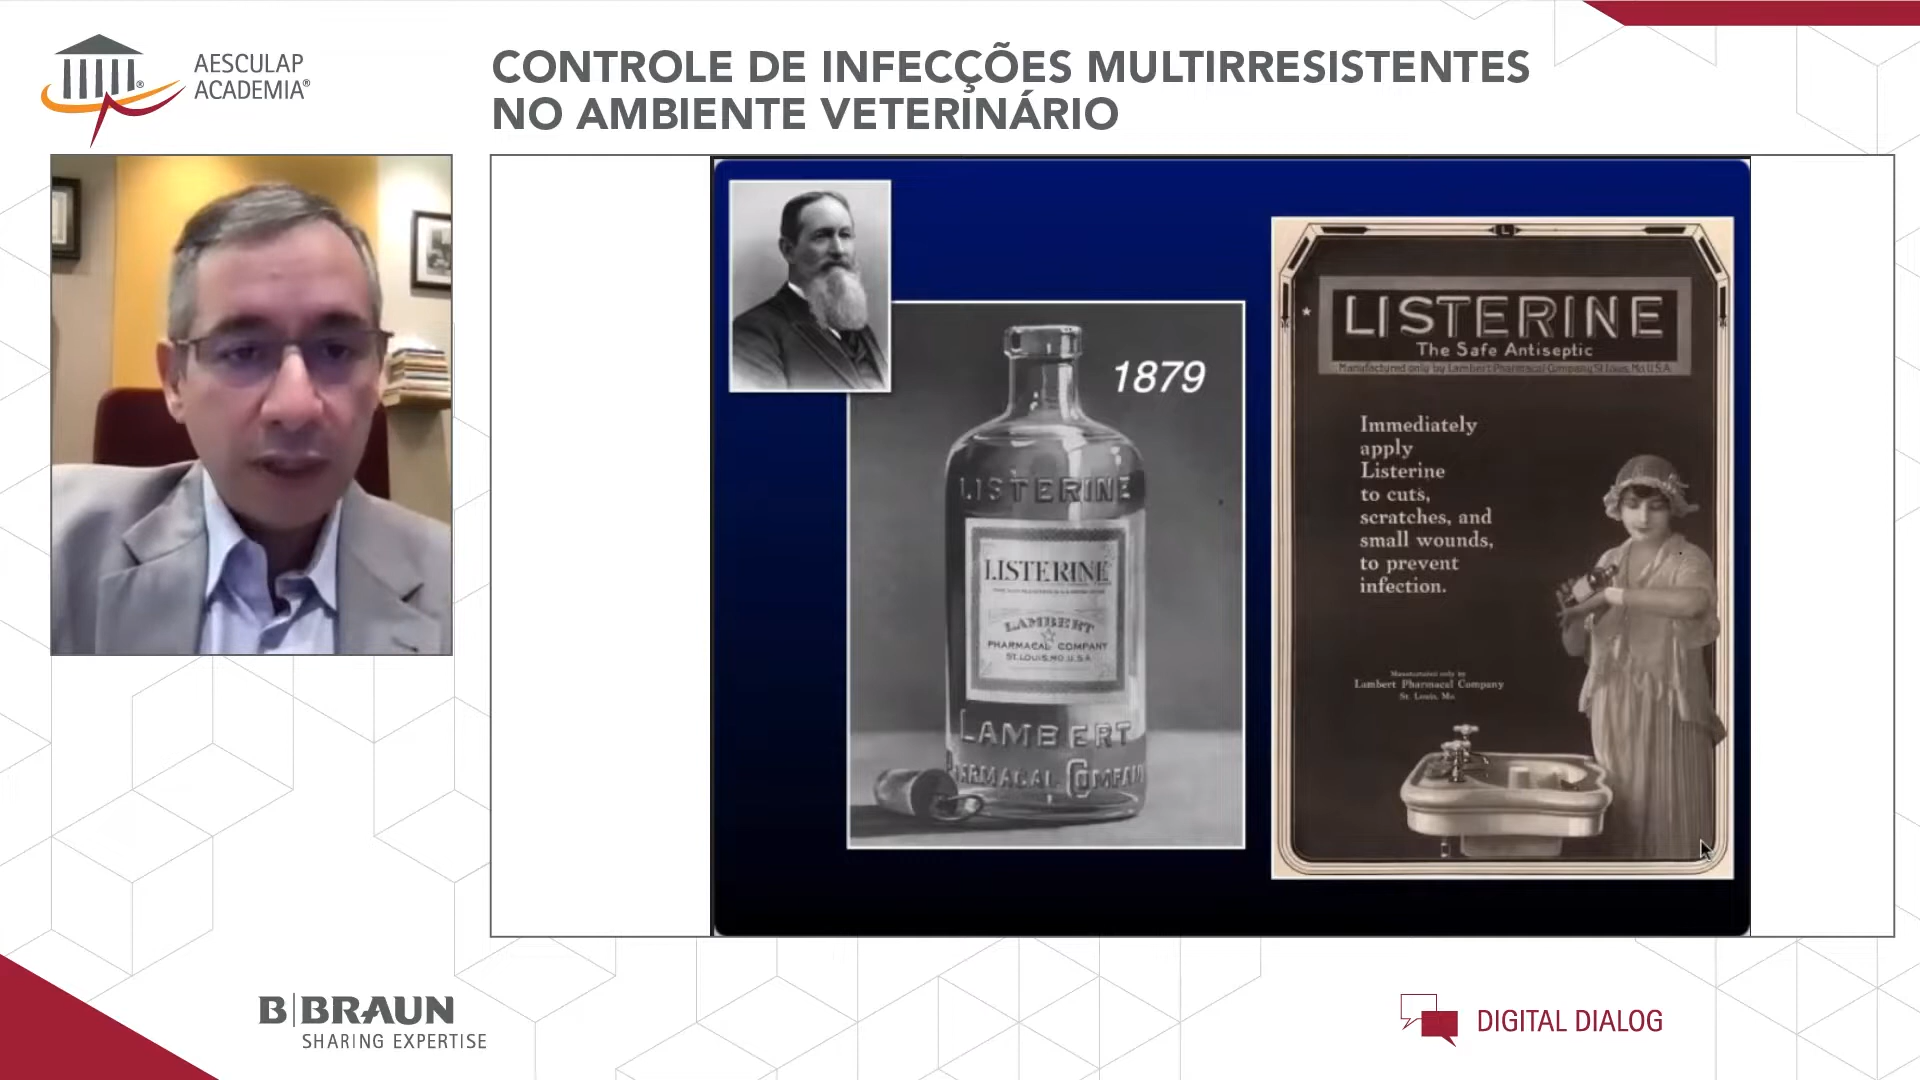 AESCULAP
ACADEMIA®
CONTROLE DE INFECÇÕES MULTIRRESISTENTES
NO AMBIENTE VETERINÁRIO
1879
LISTERINE
LISTERINE
LAMBERT
PHARMACAL COMPANY
ST. LOUIS, MO. U.S.A
LAMBERT
PHARMACAL COMPANY
L
LISTERINE
The Safe Antiseptic
Manufactured only by Lambert Pharmacal Company St. Louis, Mo. U.S.A.
Immediately
apply
Listerine
to cuts,
scratches, and
small wounds,
to prevent
infection.
Manufactured only by
Lambert Pharmacal Company
St. Louis, Mo.
B|BRAUN
SHARING EXPERTISE
DIGITAL DIALOG